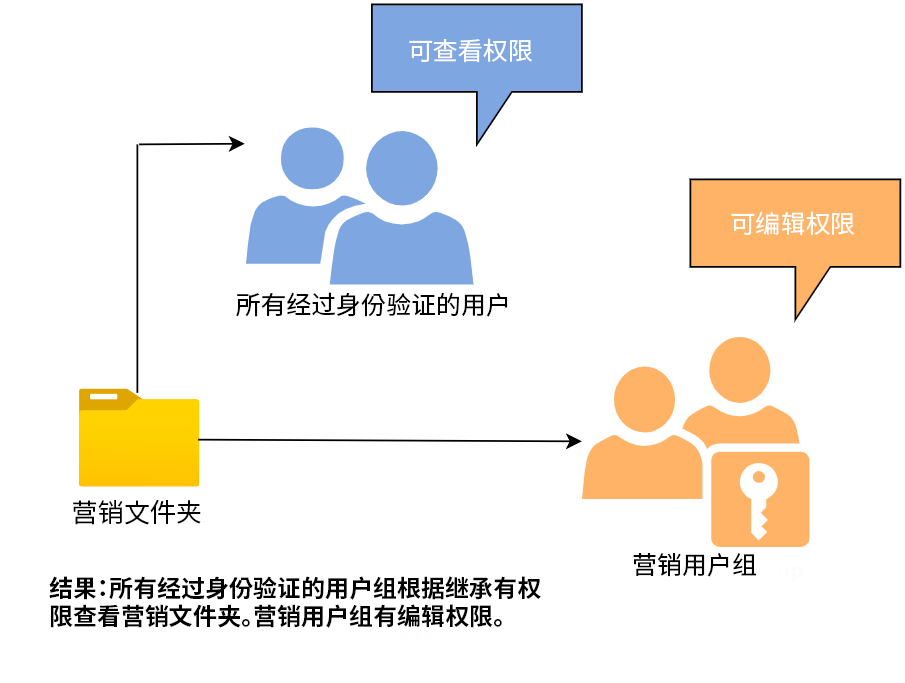 可查看权限
可编辑权限
所有经过身份验证的用户
营销文件夹
营销用户组
结果：所有经过身份验证的用户组根据继承有权
限查看营销文件夹。营销用户组有编辑权限。